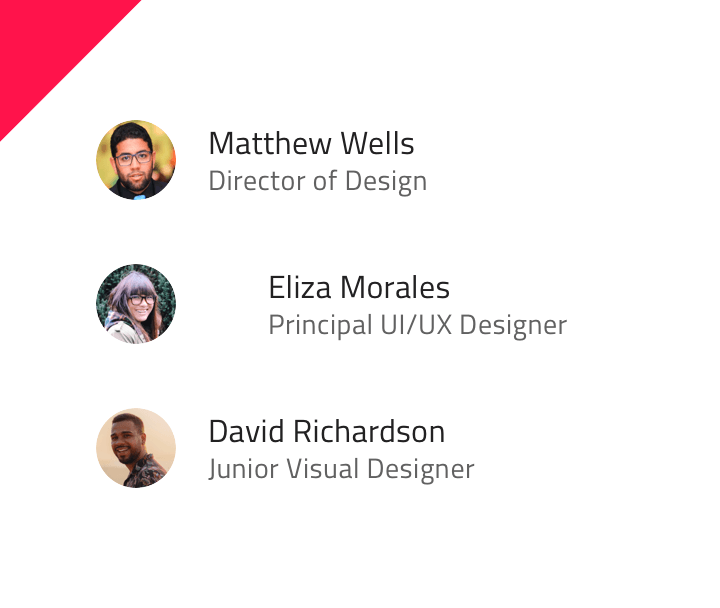 Matthew Wells
Director of Design
Eliza Morales
Principal UI/UX Designer
David Richardson
Junior Visual Designer